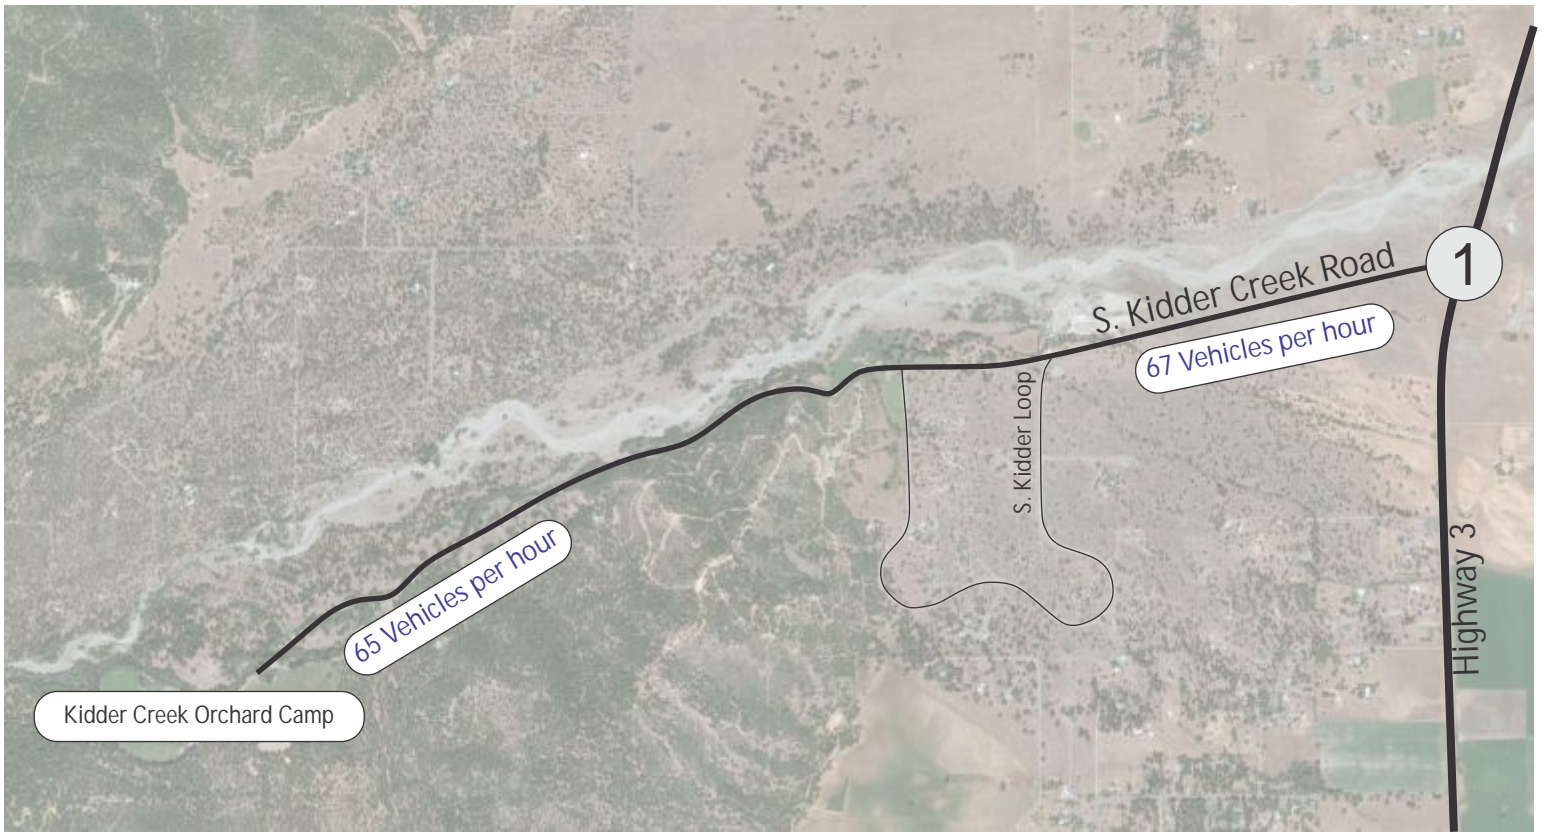 1
S. Kidder Creek Road
67 Vehicles per hour
S. Kidder Loop
65 Vehicles per hour
Highway 3
Kidder Creek Orchard Camp